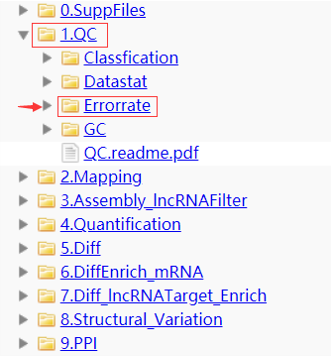 0.SuppFiles
1.QC
Classfication
Datastat
Errorrate
GC
QC.readme.pdf
2.Mapping
3.Assembly_lncRNAFilter
4.Quantification
5.Diff
6.DiffEnrich_mRNA
7.Diff_lncRNATarget_Enrich
8.Structural_Variation
9.PPI